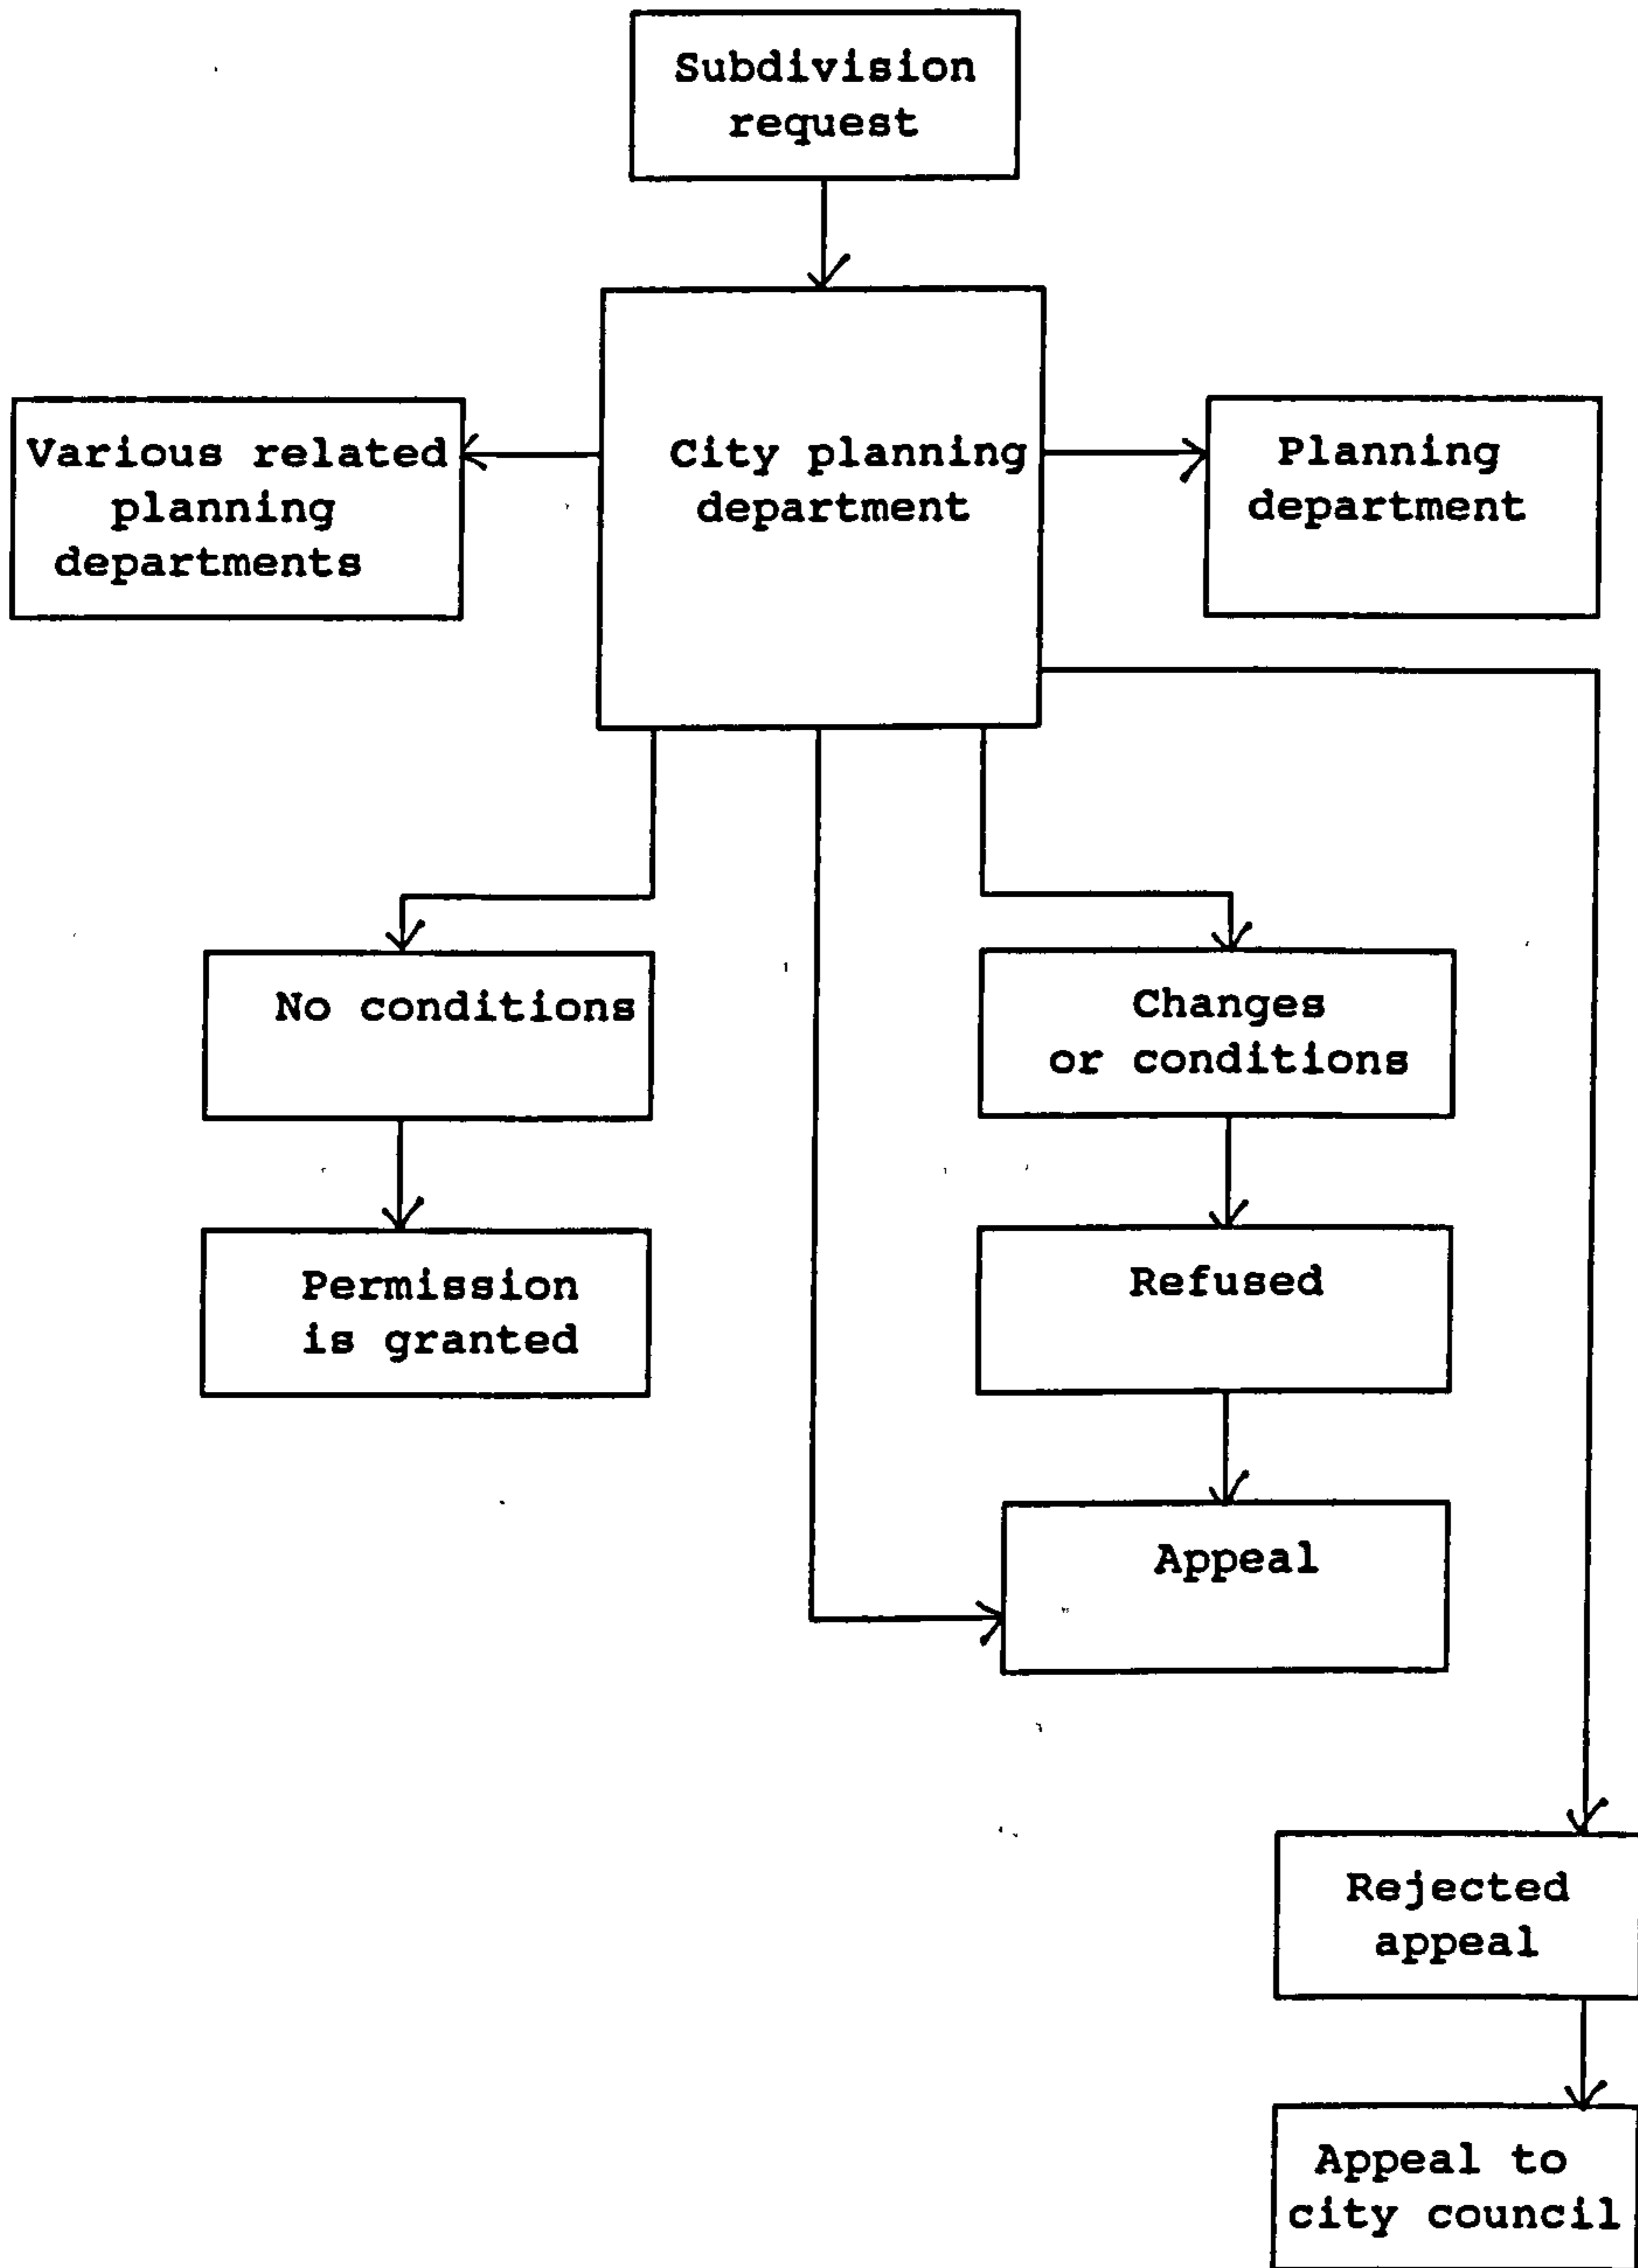 Subdivision
request
Various related
planning
departments
City planning
department
Planning
department
No conditions
Changes
or conditions
Permission
is granted
Refused
Appeal
Rejected
appeal
Appeal to
city council